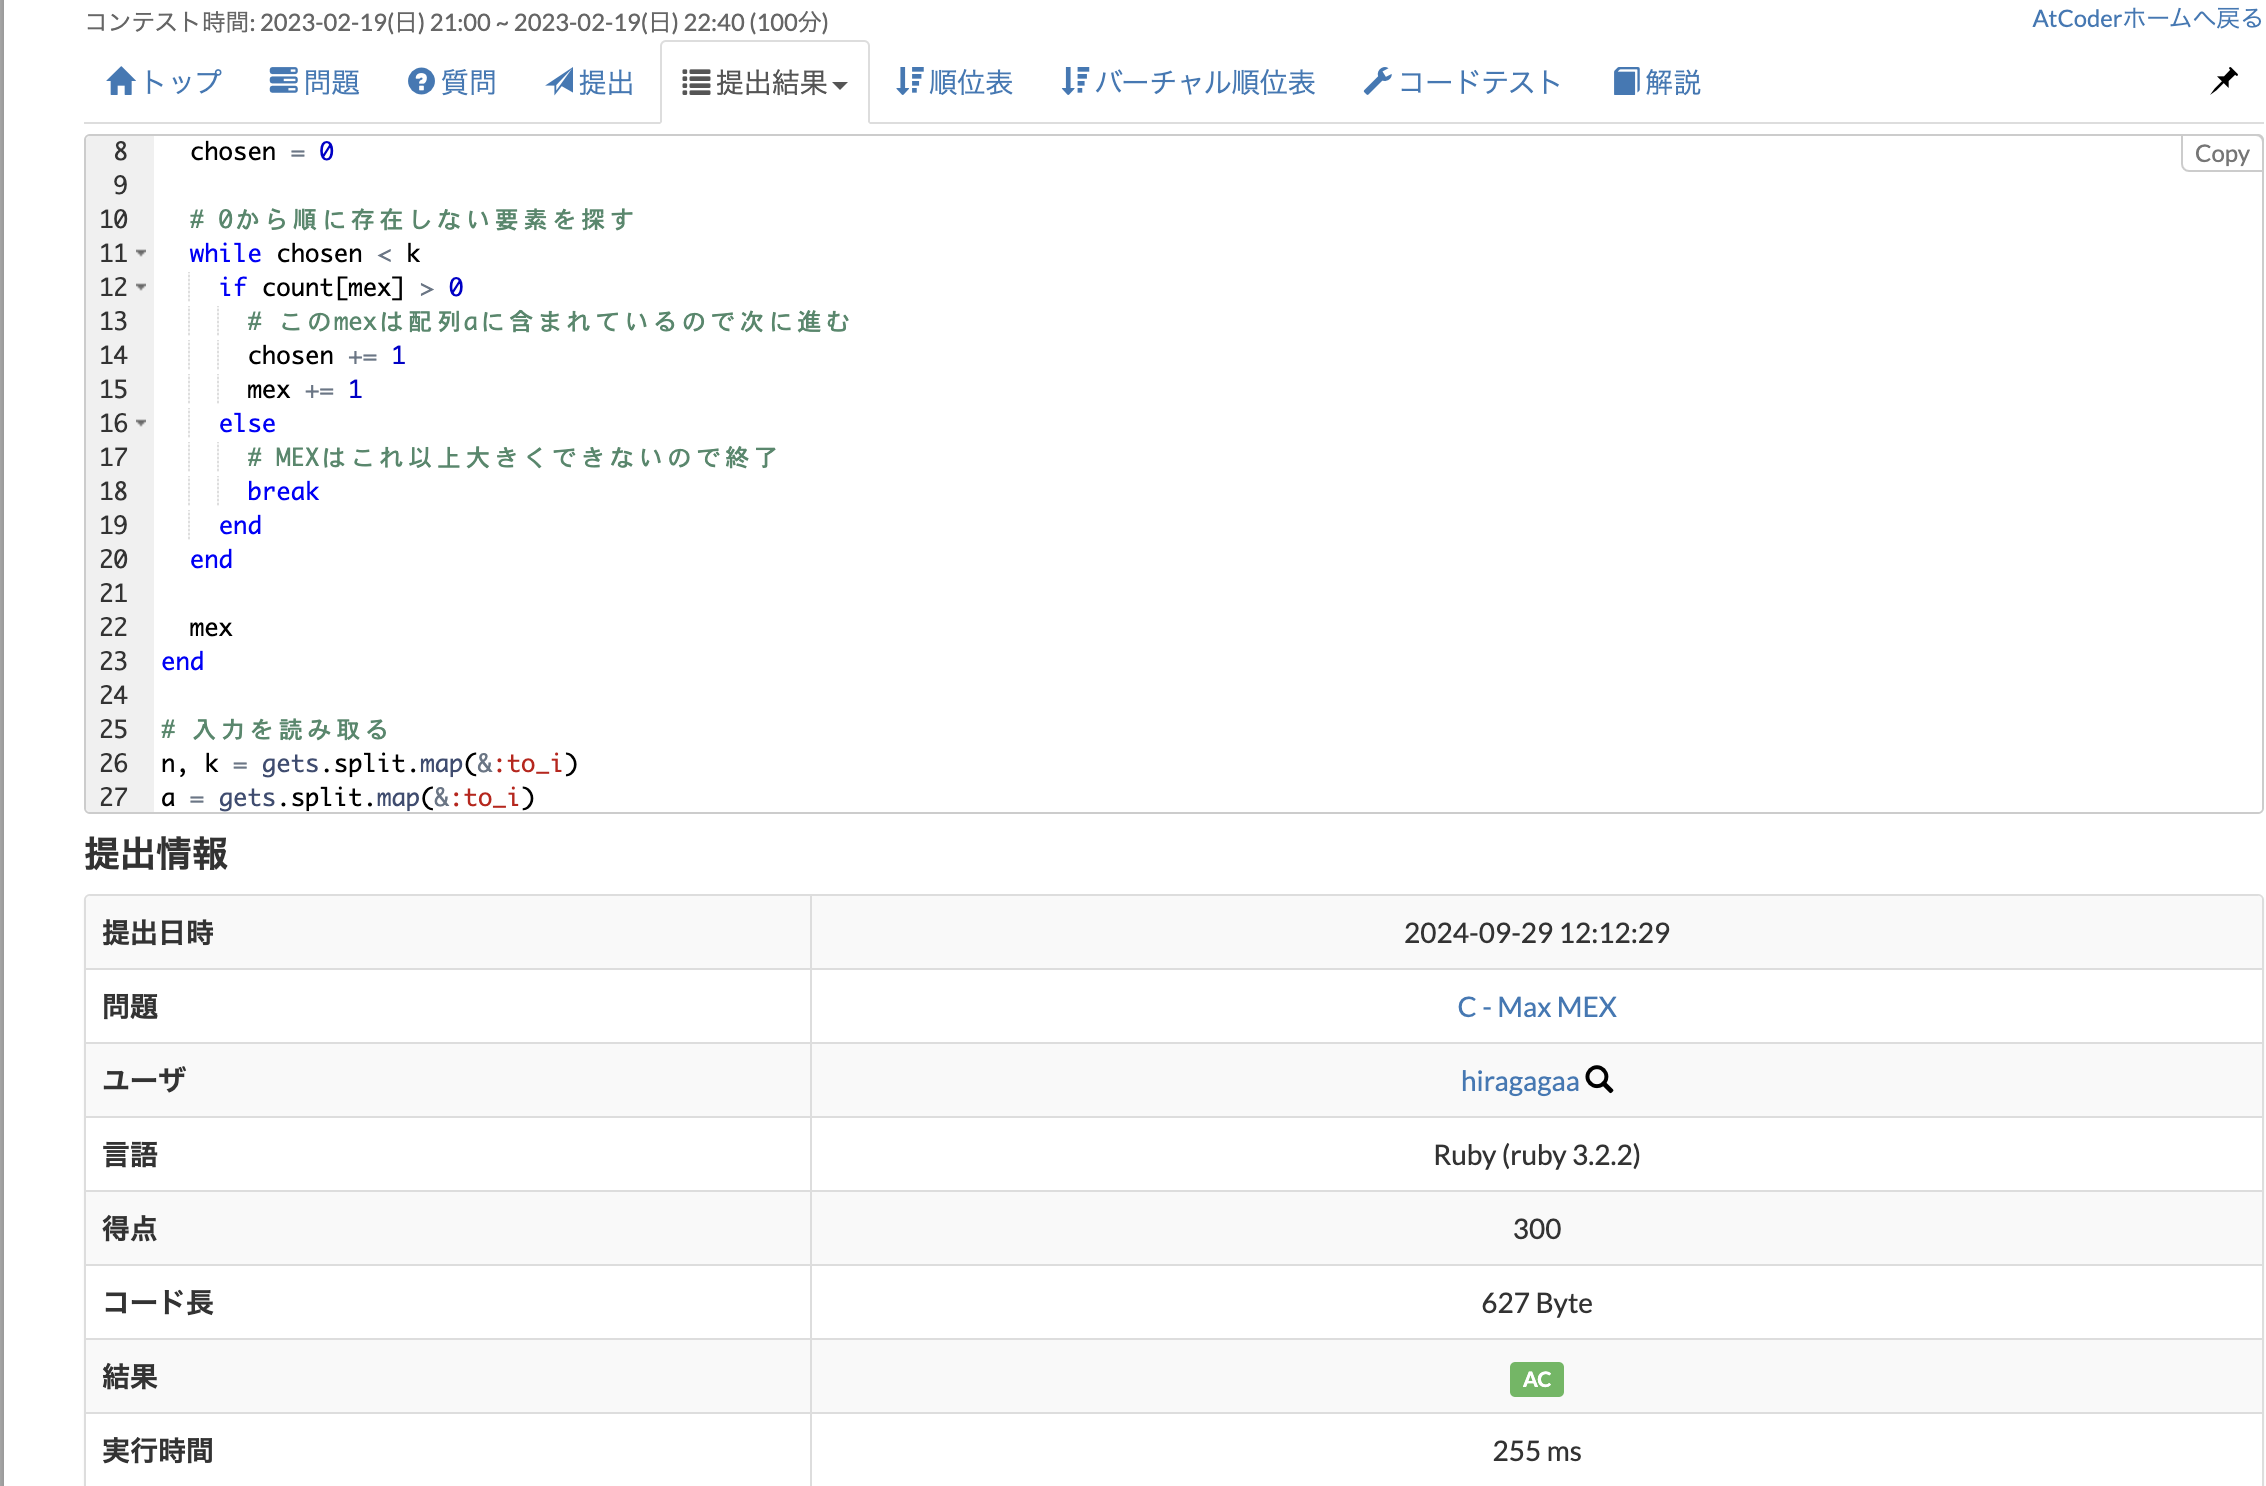 コンテスト時間: 2023-02-19(日) 21:00 ~ 2023-02-19(日) 22:40 (100分)
AtCoderホームへ戻る
トップ 問題 質問 提出 提出結果 順位表 バーチャル順位表 コードテスト 解説
Copy
8 chosen = 0
9
10 # 0から順に存在しない要素を探す
11 while chosen < k
12 if count[mex] > 0
13 # このmexは配列aに含まれているので次に進む
14 chosen += 1
15 mex += 1
16 else
17 # MEXはこれ以上大きくできないので終了
18 break
19 end
20 end
21
22 mex
23 end
24
25 # 入力を読み取る
26 n, k = gets.split.map(&:to_i)
27 a = gets.split.map(&:to_i)
提出情報
提出日時 2024-09-29 12:12:29
問題 C - Max MEX
ユーザ hiragagaa
言語 Ruby (ruby 3.2.2)
得点 300
コード長 627 Byte
結果 AC
実行時間 255 ms